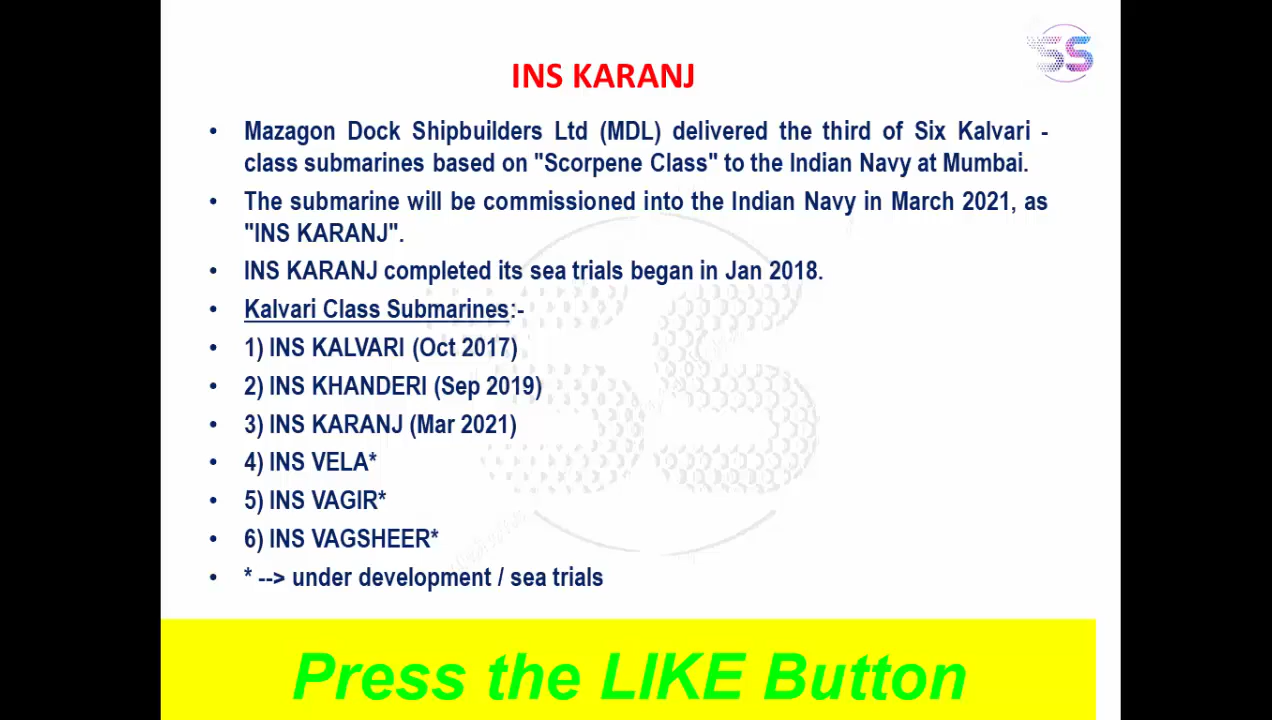 5S
INS KARANJ
• Mazagon Dock Shipbuilders Ltd (MDL) delivered the third of Six Kalvari -
class submarines based on "Scorpene Class" to the Indian Navy at Mumbai.
• The submarine will be commissioned into the Indian Navy in March 2021, as
"INS KARANJ".
• INS KARANJ completed its sea trials began in Jan 2018.
• Kalvari Class Submarines:-
• 1) INS KALVARI (Oct 2017)
• 2) INS KHANDERI (Sep 2019)
• 3) INS KARANJ (Mar 2021)
• 4) INS VELA*
• 5) INS VAGIR*
• 6) INS VAGSHEER*
• * --> under development / sea trials
Press the LIKE Button